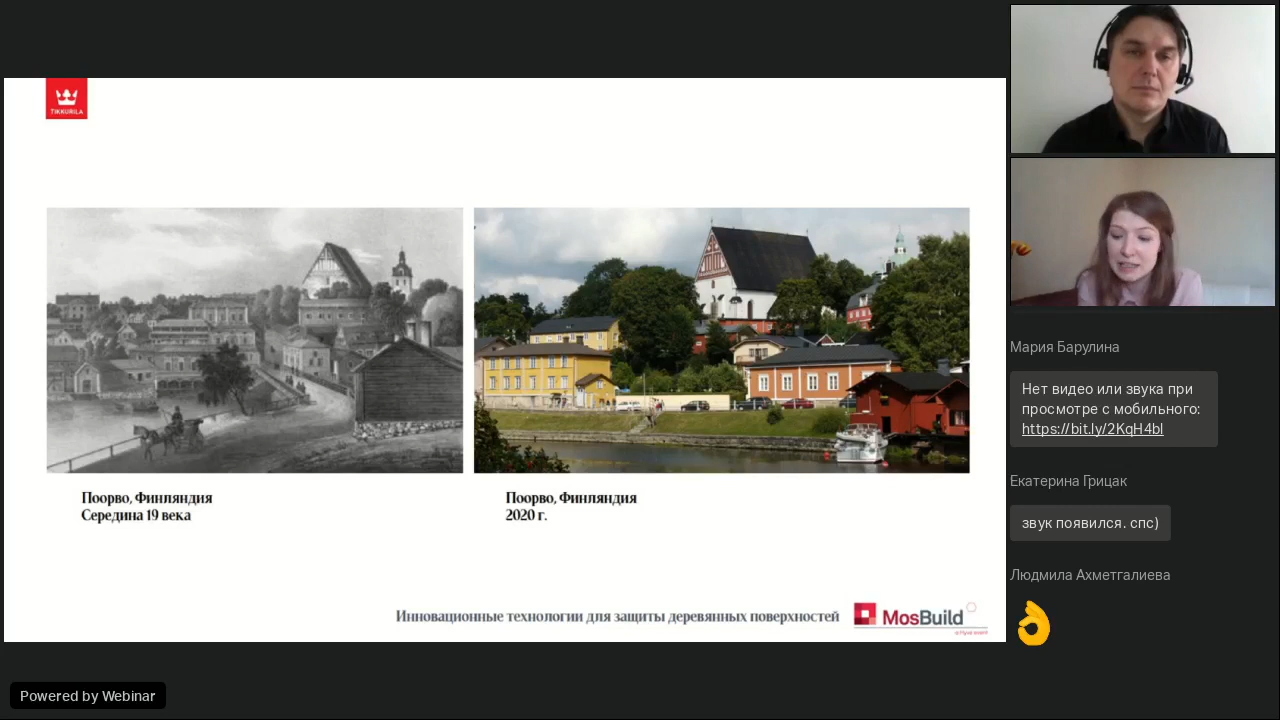 TIKKURILA
Поорво, Финляндия
Середина 19 века
Поорво, Финляндия
2020 г.
Инновационные технологии для защиты деревянных поверхностей
MosBuild
Мария Барулина
Нет видео или звука при
просмотре с мобильного:
https://bit.ly/2KqH4bl
Екатерина Грицак
звук появился. спс)
Людмила Ахметгалиева
Powered by Webinar